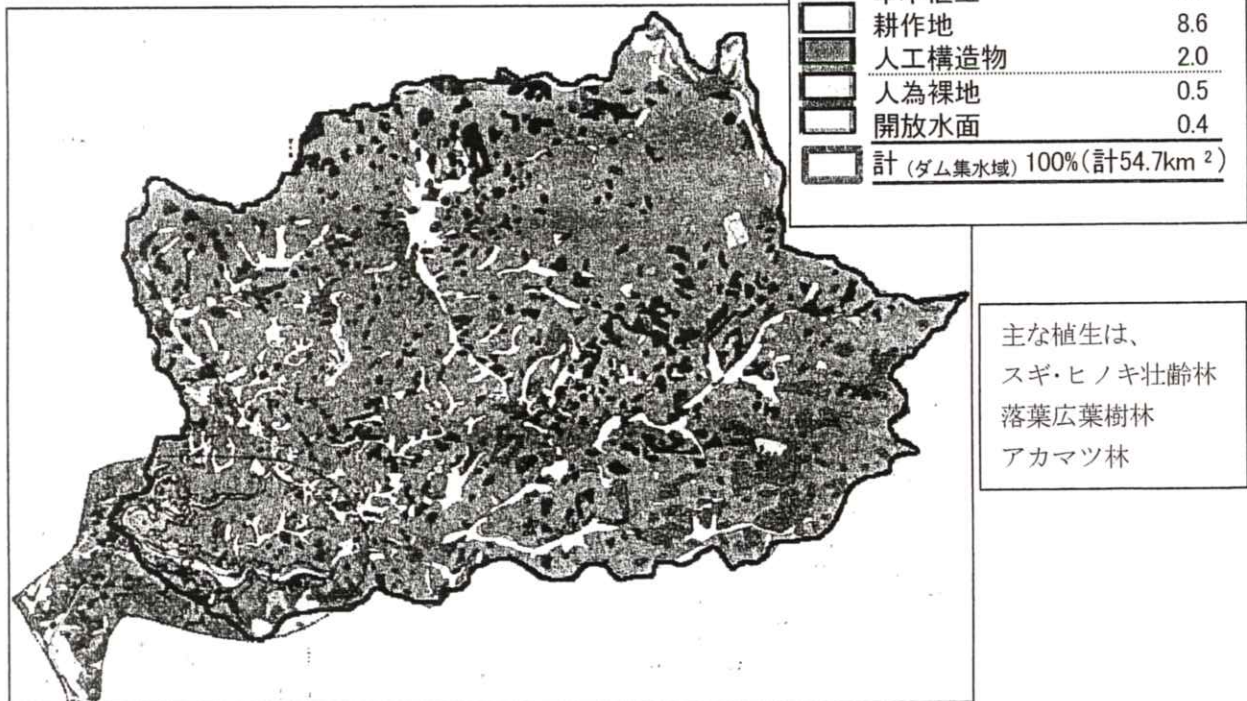 耕作地 8.6
人工構造物 2.0
人為裸地 0.5
開放水面 0.4
計 (ダム集水域) 100%(計54.7km ²)
主な植生は、
スギ・ヒノキ壮齢林
落葉広葉樹林
アカマツ林